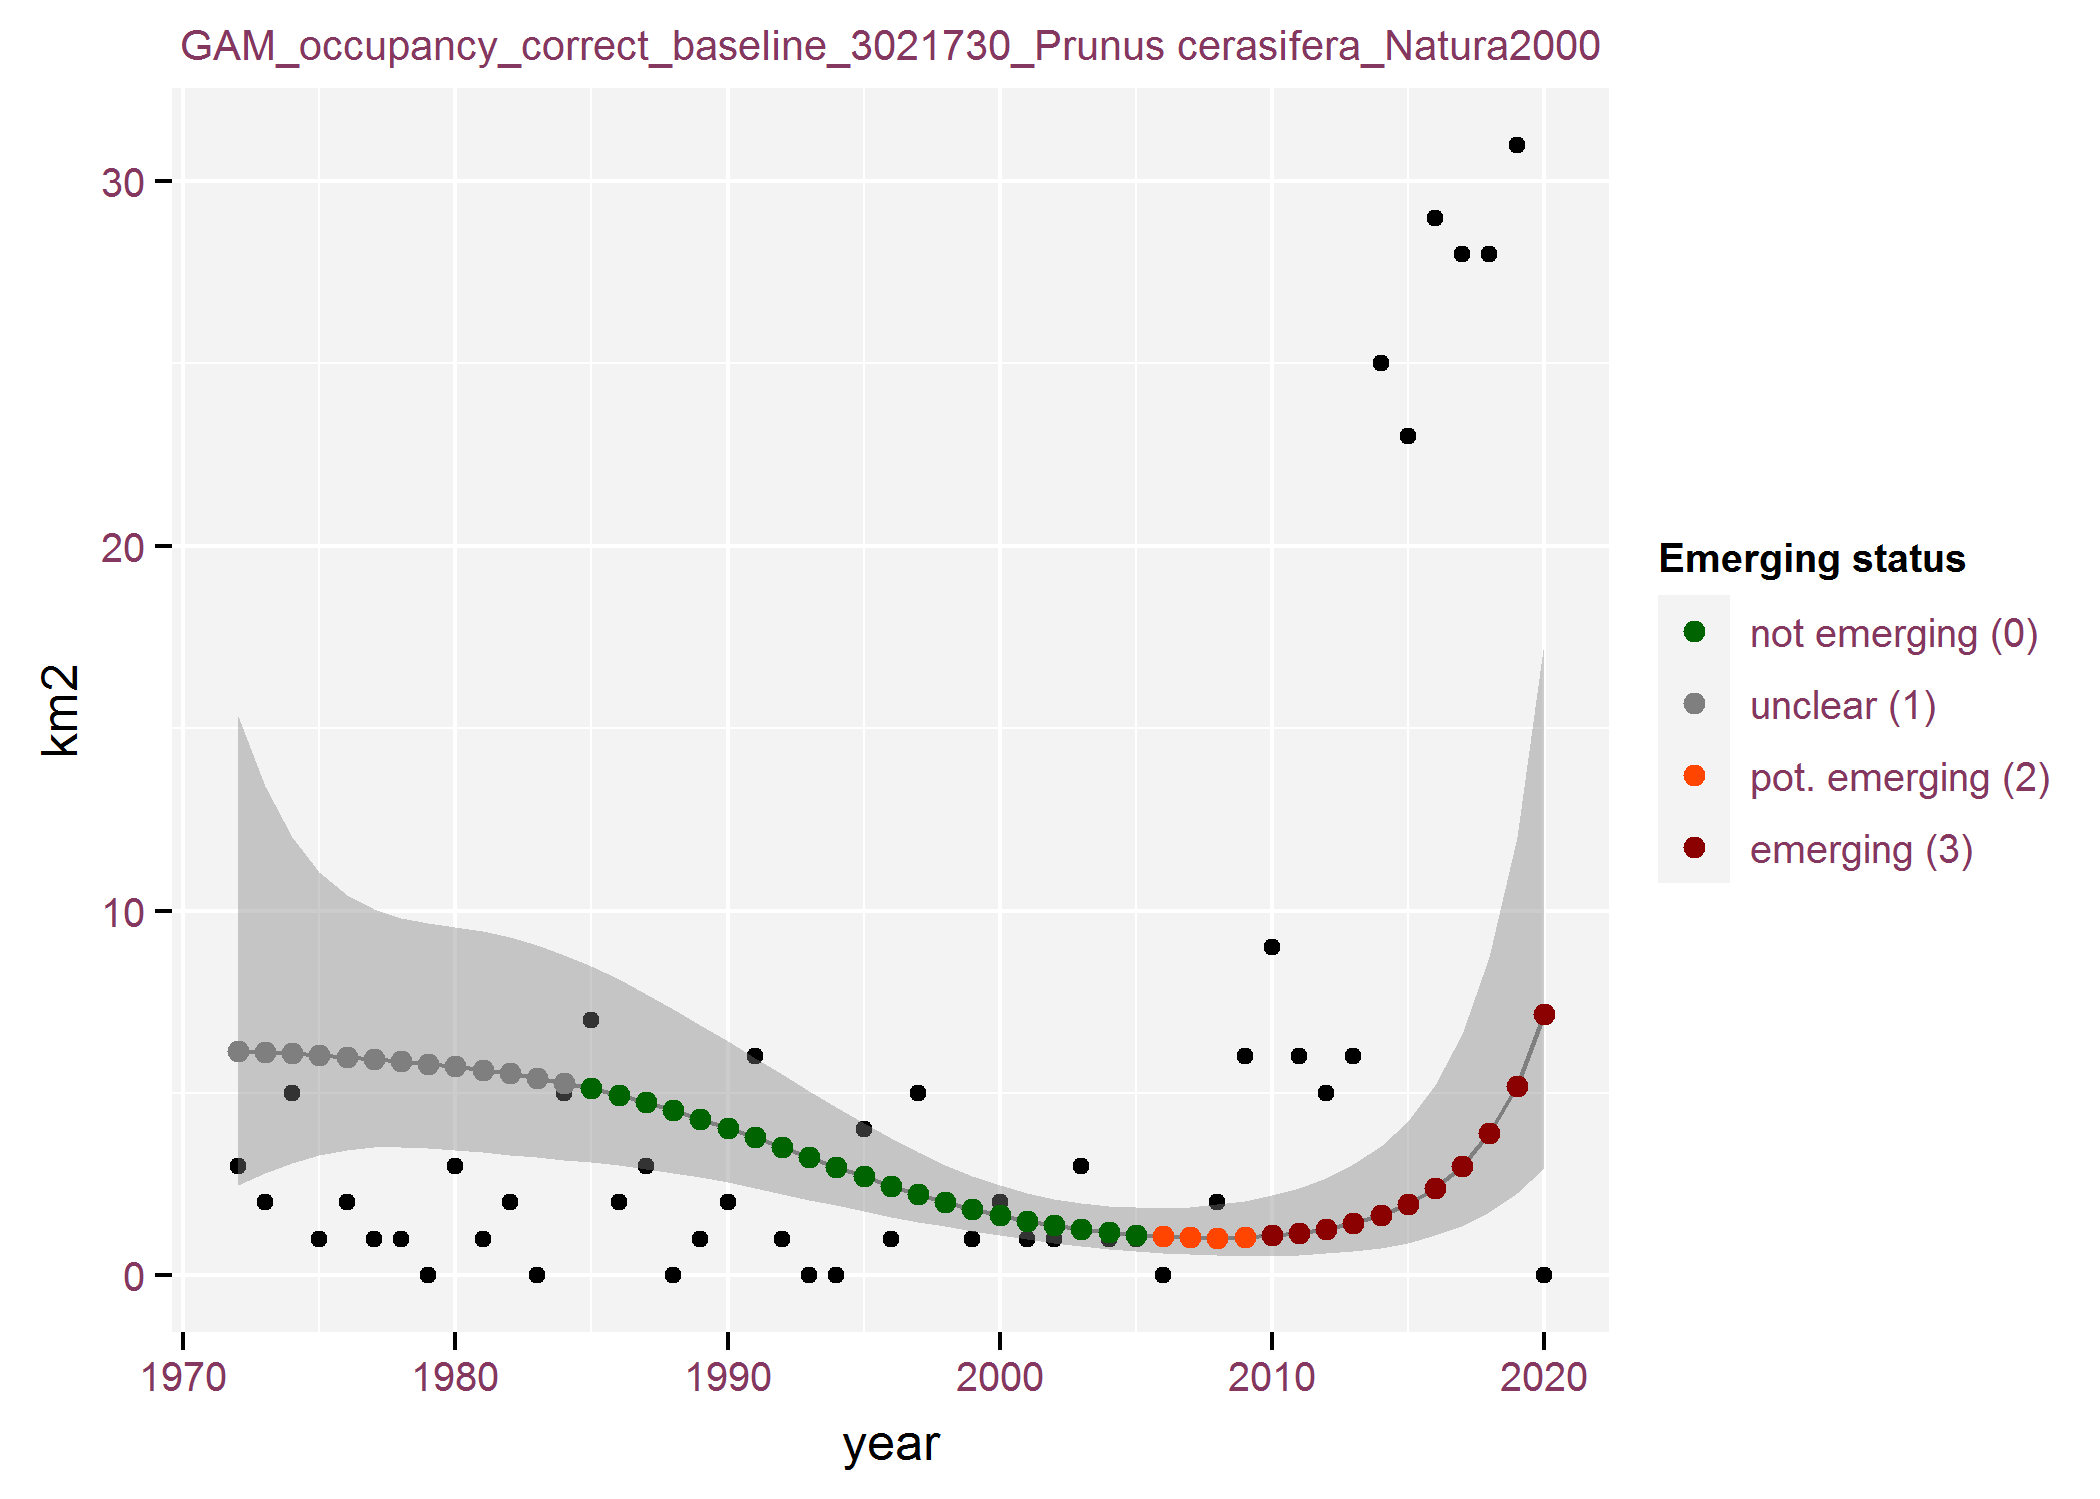 GAM_occupancy_correct_baseline_3021730_Prunus cerasifera_Natura2000
30
20
10
0
km2
1970 1980 1990 2000 2010 2020
year
Emerging status
not emerging (0)
unclear (1)
pot. emerging (2)
emerging (3)